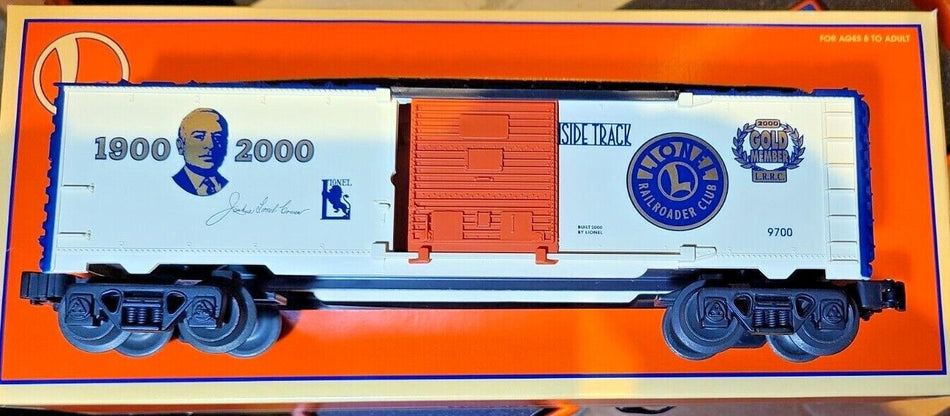 FOR AGES 8 TO ADULT
1900 2000
Joshua Lionel Cowen
LIONEL
L
SIDE TRACK
LIONEL
L
RAILROADER CLUB
2000
GOLD
MEMBER
L.R.R.C.
BUILT 2000
BY LIONEL
9700